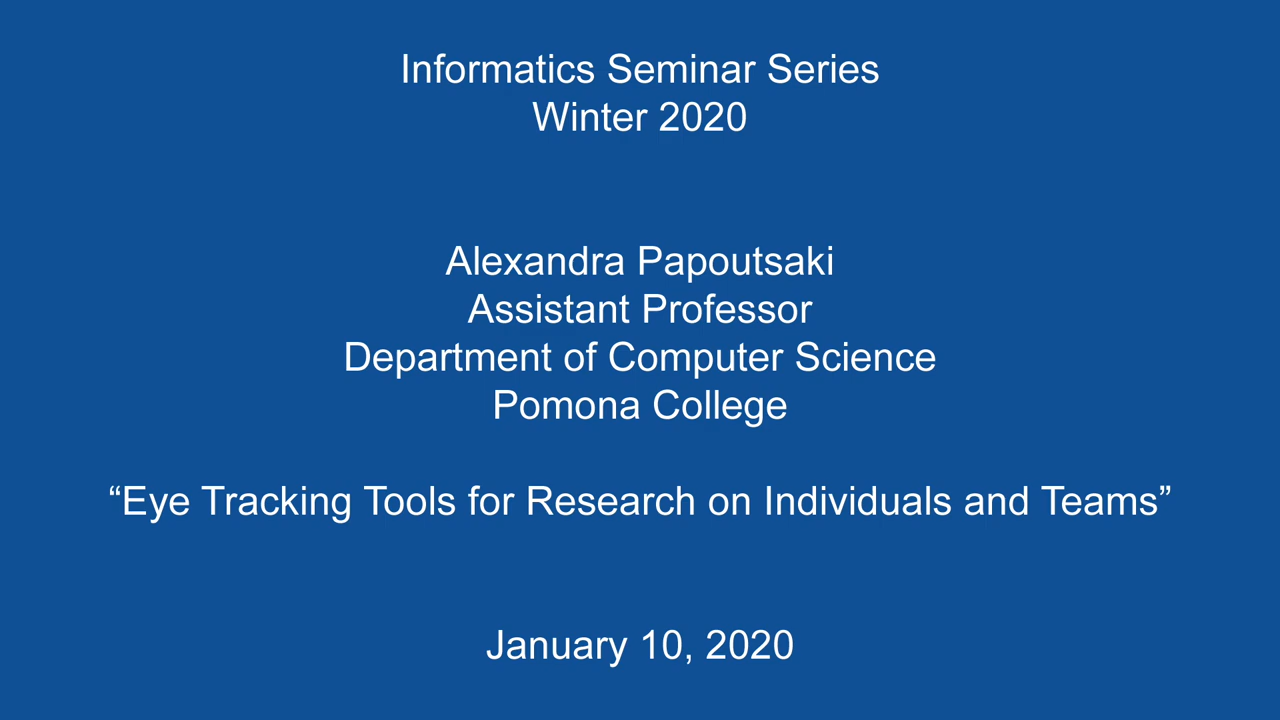 Informatics Seminar Series
Winter 2020
Alexandra Papoutsaki
Assistant Professor
Department of Computer Science
Pomona College
“Eye Tracking Tools for Research on Individuals and Teams”
January 10, 2020